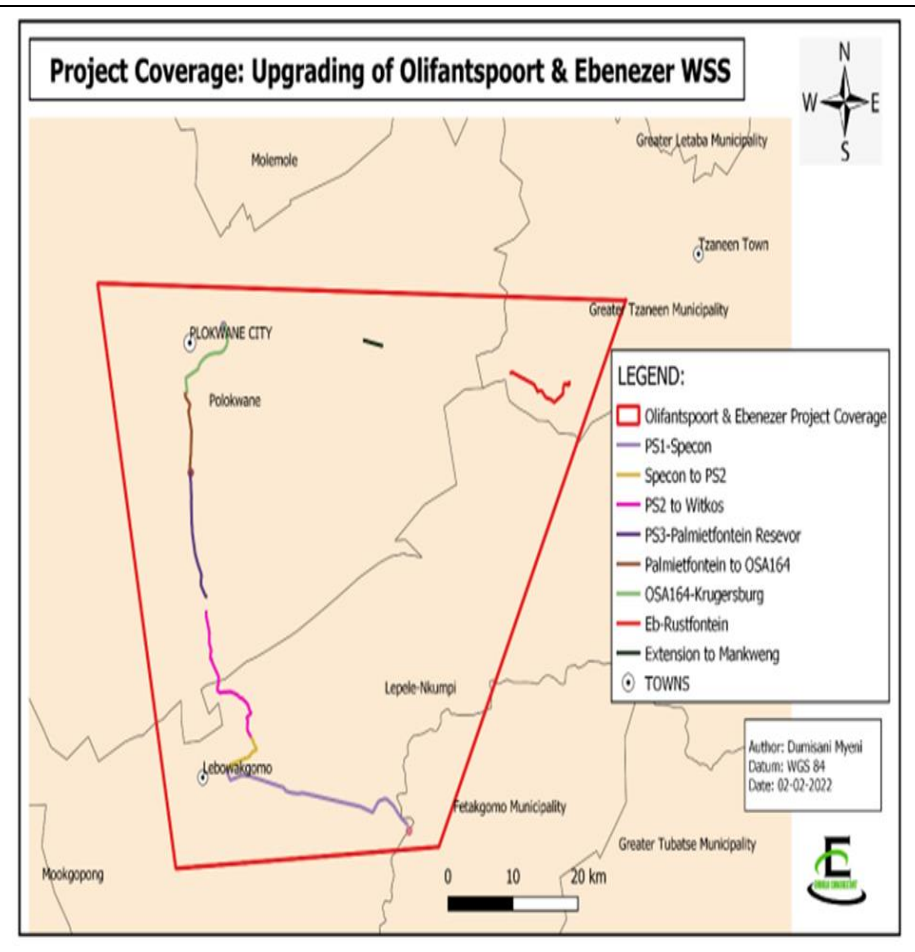 Project Coverage: Upgrading of Olifantspoort & Ebenezer WSS
N
W E
S
Greater Letaba Municipality
Molemole
Tzaneen Town
Greater Tzaneen Municipality
PLOKWANE CITY
Polokwane
LEGEND:
Olifantspoort & Ebenezer Project Coverage
PS1-Specon
Specon to PS2
PS2 to Witkos
PS3-Palmietfontein Resevor
Palmietfontein to OSA164
OSA164-Krugersburg
Eb-Rustfontein
Extension to Mankweng
TOWNS
Lepele-Nkumpi
Lebowakgomo
Fetakgomo Municipality
Author: Dumisani Myeni
Datum: WGS 84
Date: 02-02-2022
Greater Tubatse Municipality
Mookgopong
0 10 20 km
E